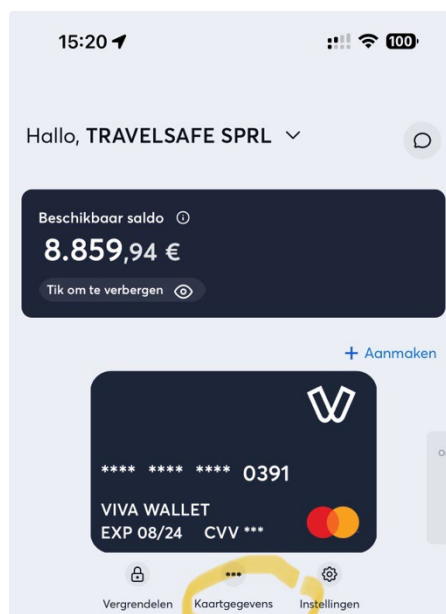 15:20
100
Hallo, TRAVELSAFE SPRL
Beschikbaar saldo
8.859,94 €
Tik om te verbergen
+ Aanmaken
**** **** **** 0391
VIVA WALLET
EXP 08/24 CVV ***
Vergrendelen Kaartgegevens Instellingen